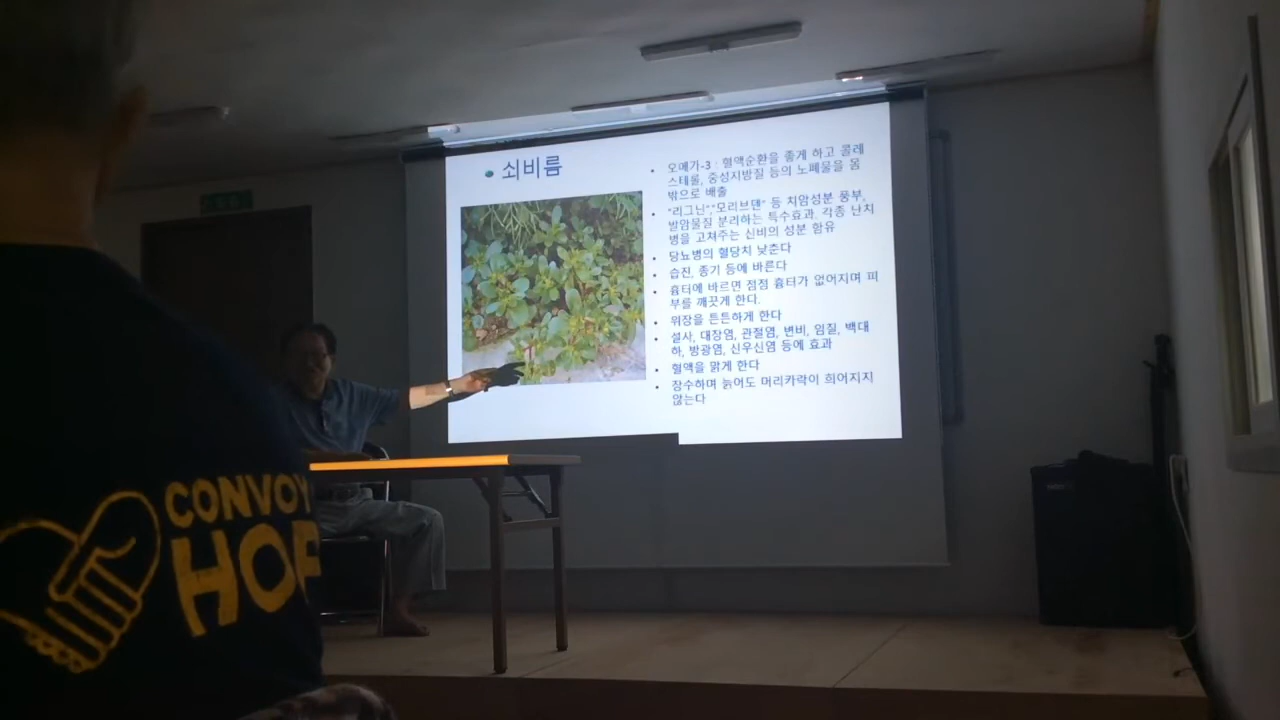 쇠비름
오메가-3 : 혈액순환을 좋게 하고 콜레
스테롤, 중성지방질 등의 노폐물을 몸
밖으로 배출
"리그닌","모리브덴" 등 치암성분 풍부,
발암물질 분리하는 특수효과. 각종 난치
병을 고쳐주는 신비의 성분 함유
당뇨병의 혈당치 낮춘다
습진, 종기 등에 바른다
흉터에 바르면 점점 흉터가 없어지며 피
부를 깨끗게 한다.
위장을 튼튼하게 한다
설사, 대장염, 관절염, 변비, 임질, 백대
하, 방광염, 신우신염 등에 효과
혈액을 맑게 한다
장수하며 늙어도 머리카락이 희어지지
않는다
CONVOY
HOP